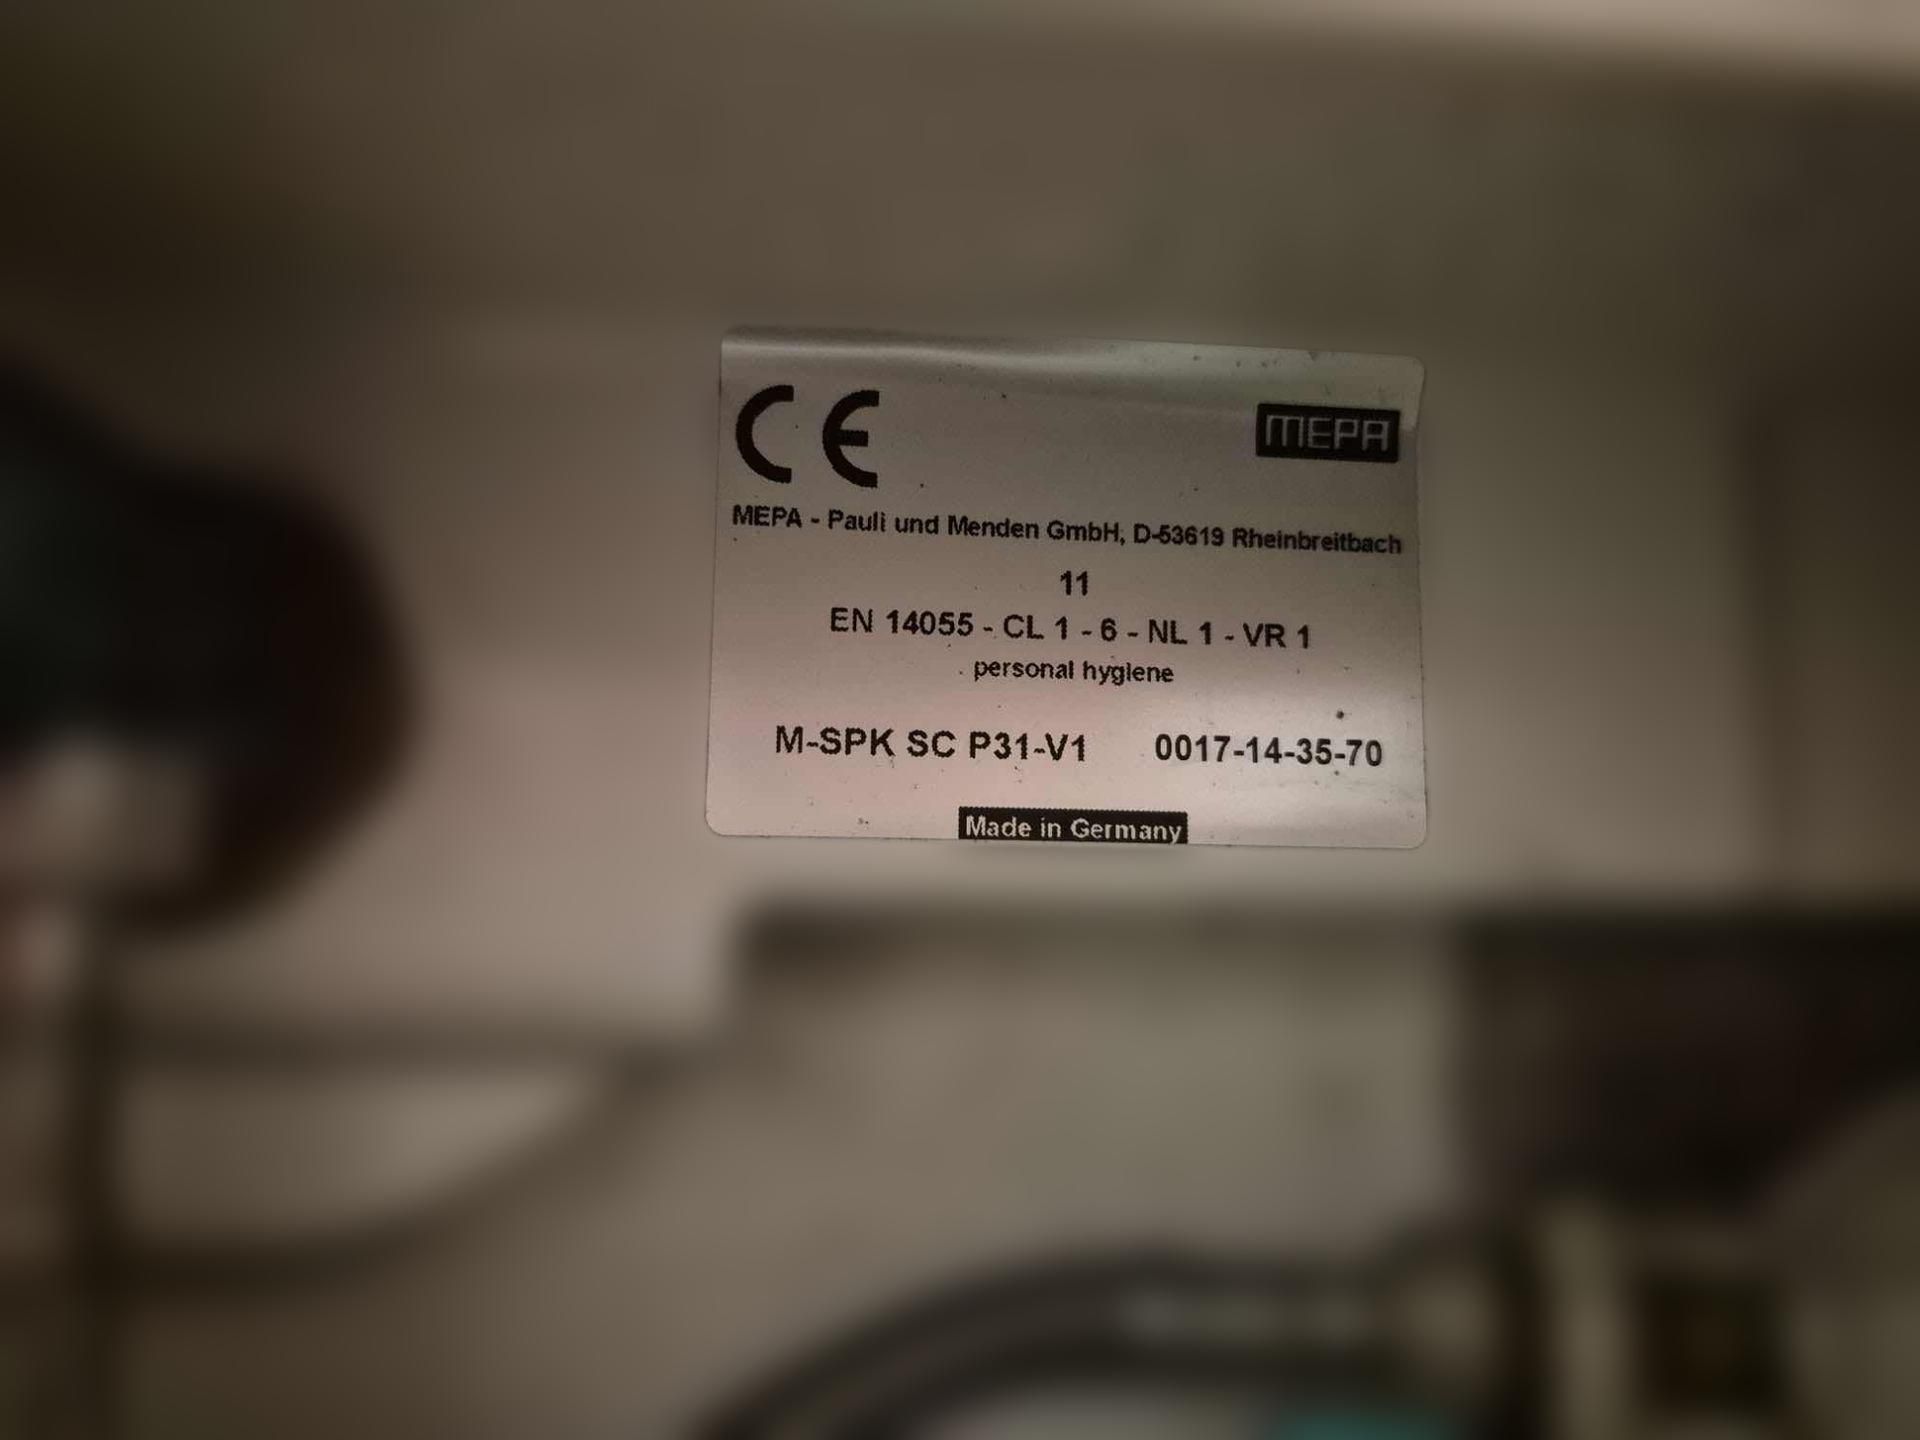 CE MEPA
MEPA - Pauli und Menden GmbH, D-53619 Rheinbreitbach
11
EN 14055 - CL 1 - 6 - NL 1 - VR 1
personal hygiene
M-SPK SC P31-V1 0017-14-35-70
Made in Germany